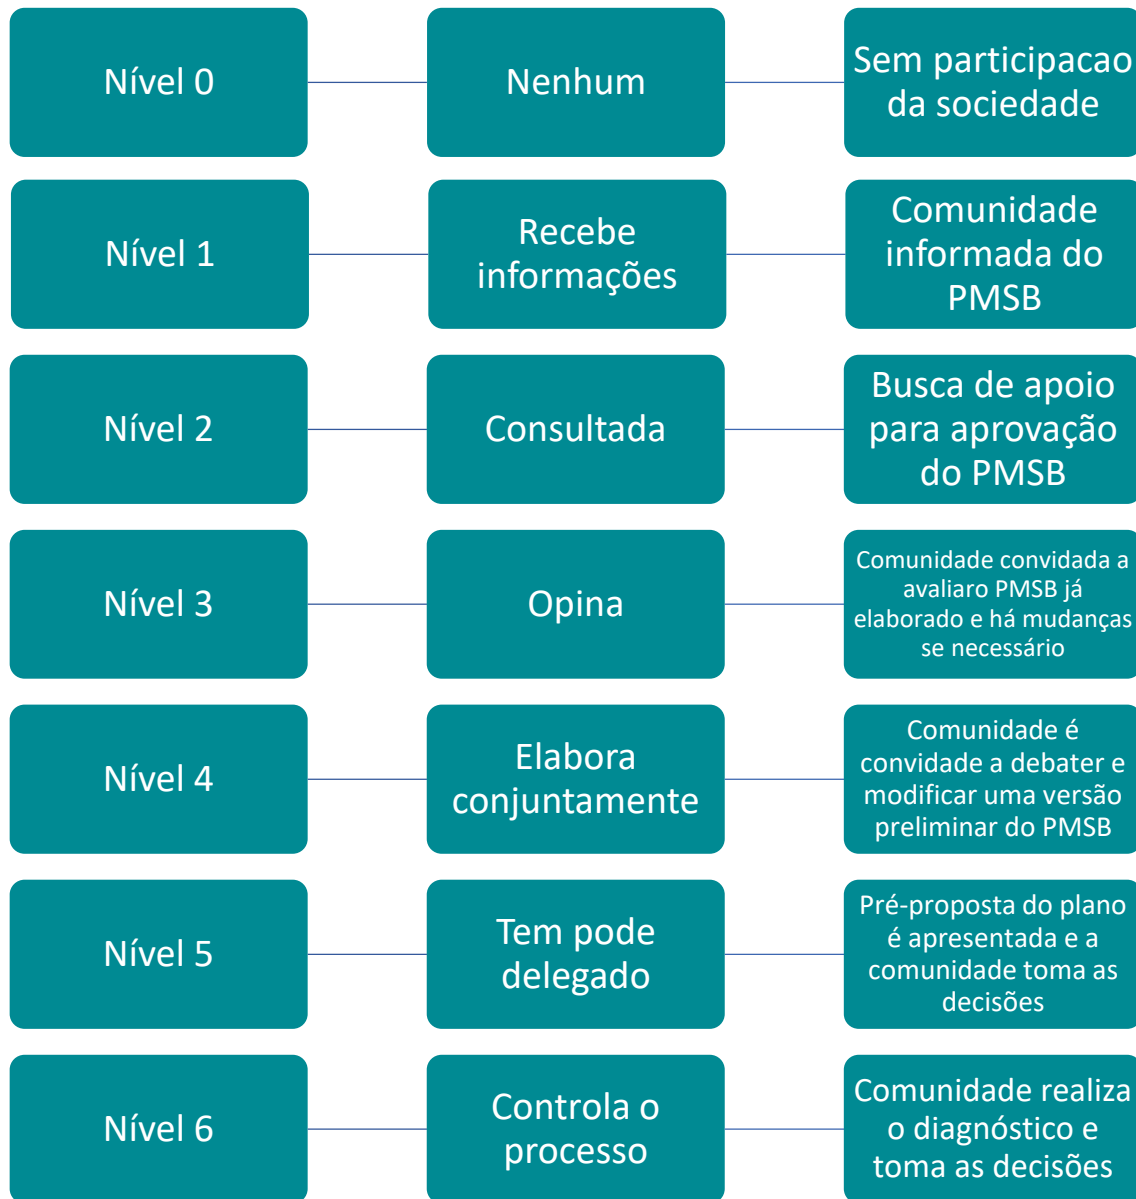 Nível 0
Nenhum
Sem participacao
da sociedade
Nível 1
Recebe
informações
Comunidade
informada do
PMSB
Nível 2
Consultada
Busca de apoio
para aprovação
do PMSB
Nível 3
Opina
Comunidade convidada a
avaliaro PMSB já
elaborado e há mudanças
se necessário
Nível 4
Elabora
conjuntamente
Comunidade é
convidade a debater e
modificar uma versão
preliminar do PMSB
Nível 5
Tem pode
delegado
Pré-proposta do plano
é apresentada e a
comunidade toma as
decisões
Nível 6
Controla o
processo
Comunidade realiza
o diagnóstico e
toma as decisões